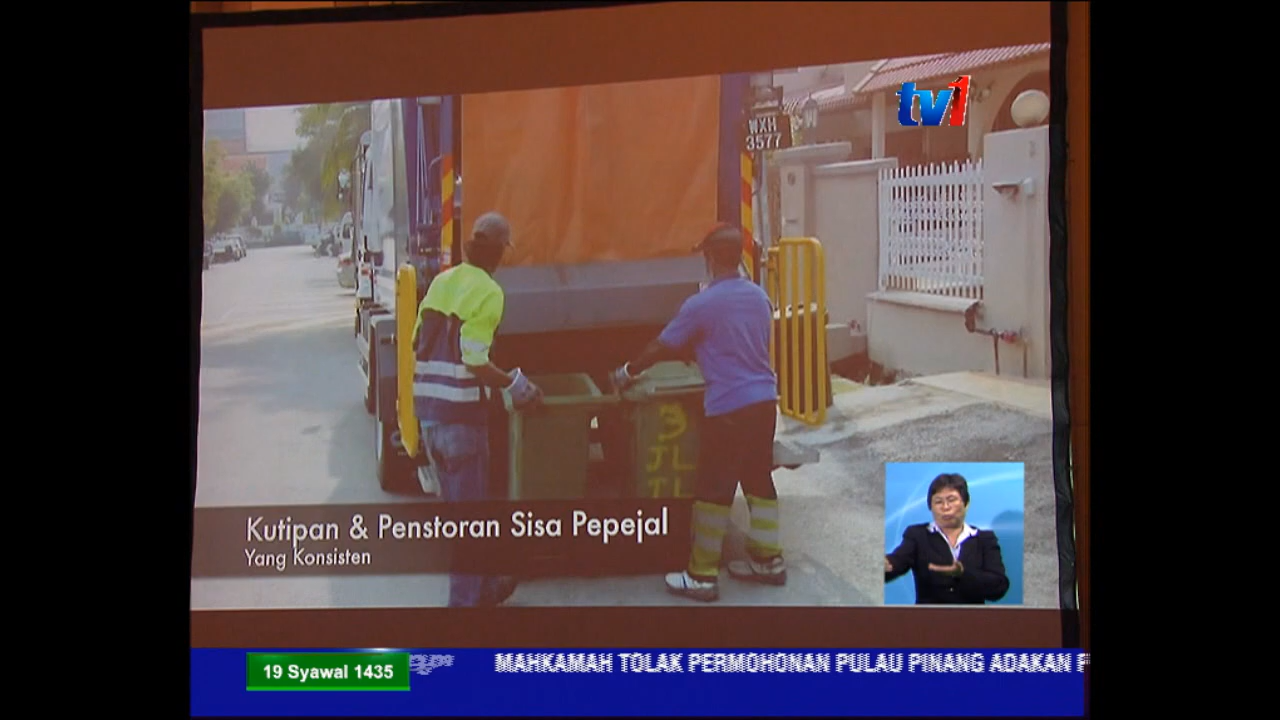 tv1
WXH
3577
3
JL
Kutipan & Penstoran Sisa Pepejal
Yang Konsisten
19 Syawal 1435
MAHKAMAH TOLAK PERMOHONAN PULAU PINANG ADAKAN